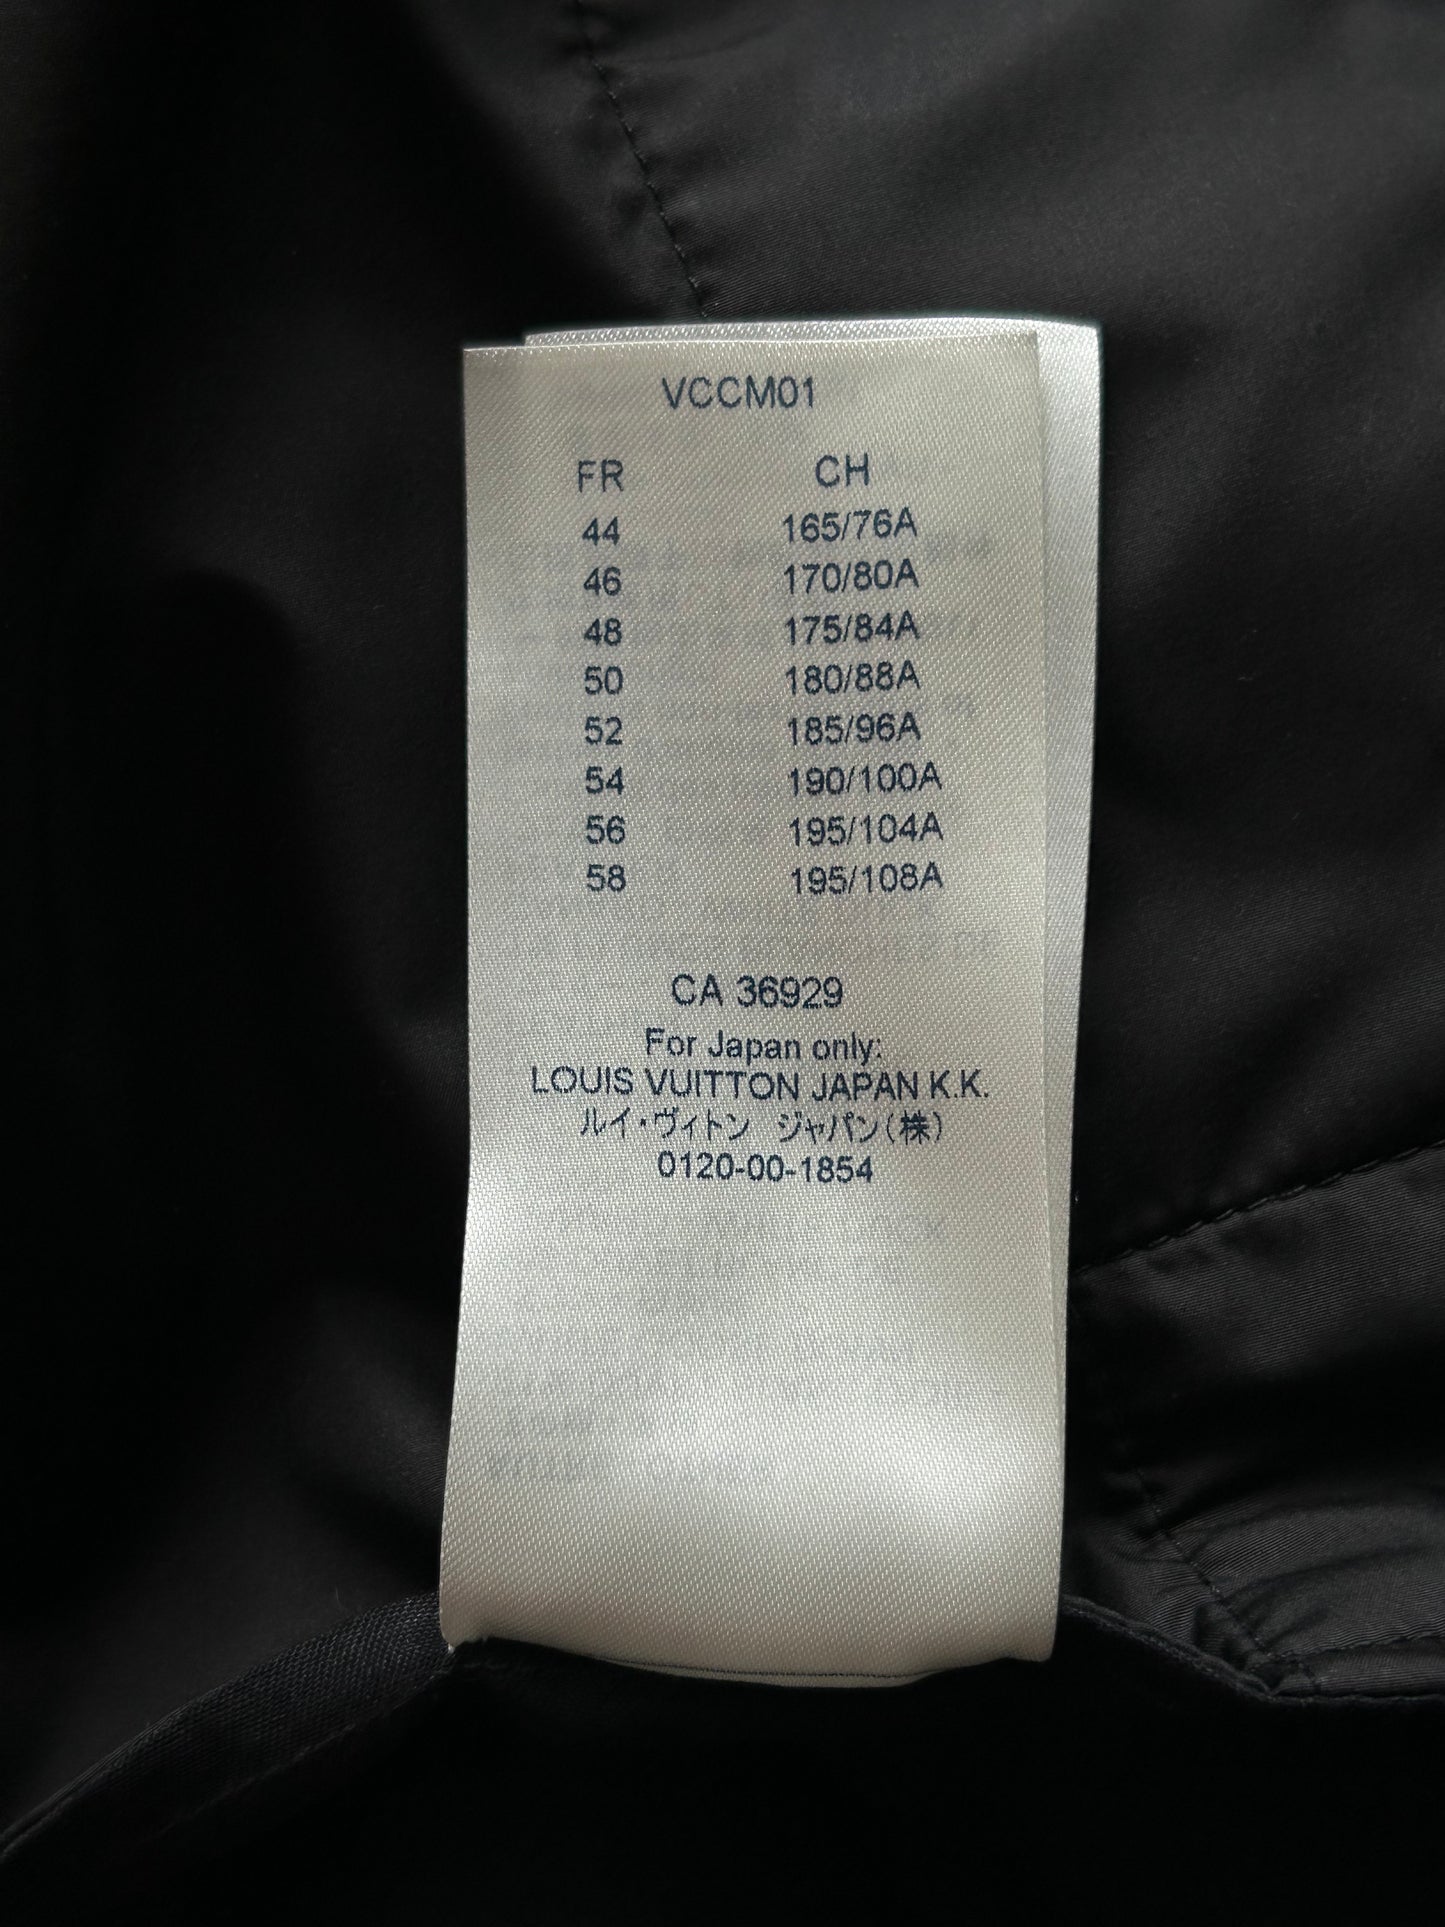 VCCM01
FR CH
44 165/76A
46 170/80A
48 175/84A
50 180/88A
52 185/96A
54 190/100A
56 195/104A
58 195/108A
CA 36929
For Japan only:
LOUIS VUITTON JAPAN K.K.
ルイ・ヴィトン ジャパン(株)
0120-00-1854